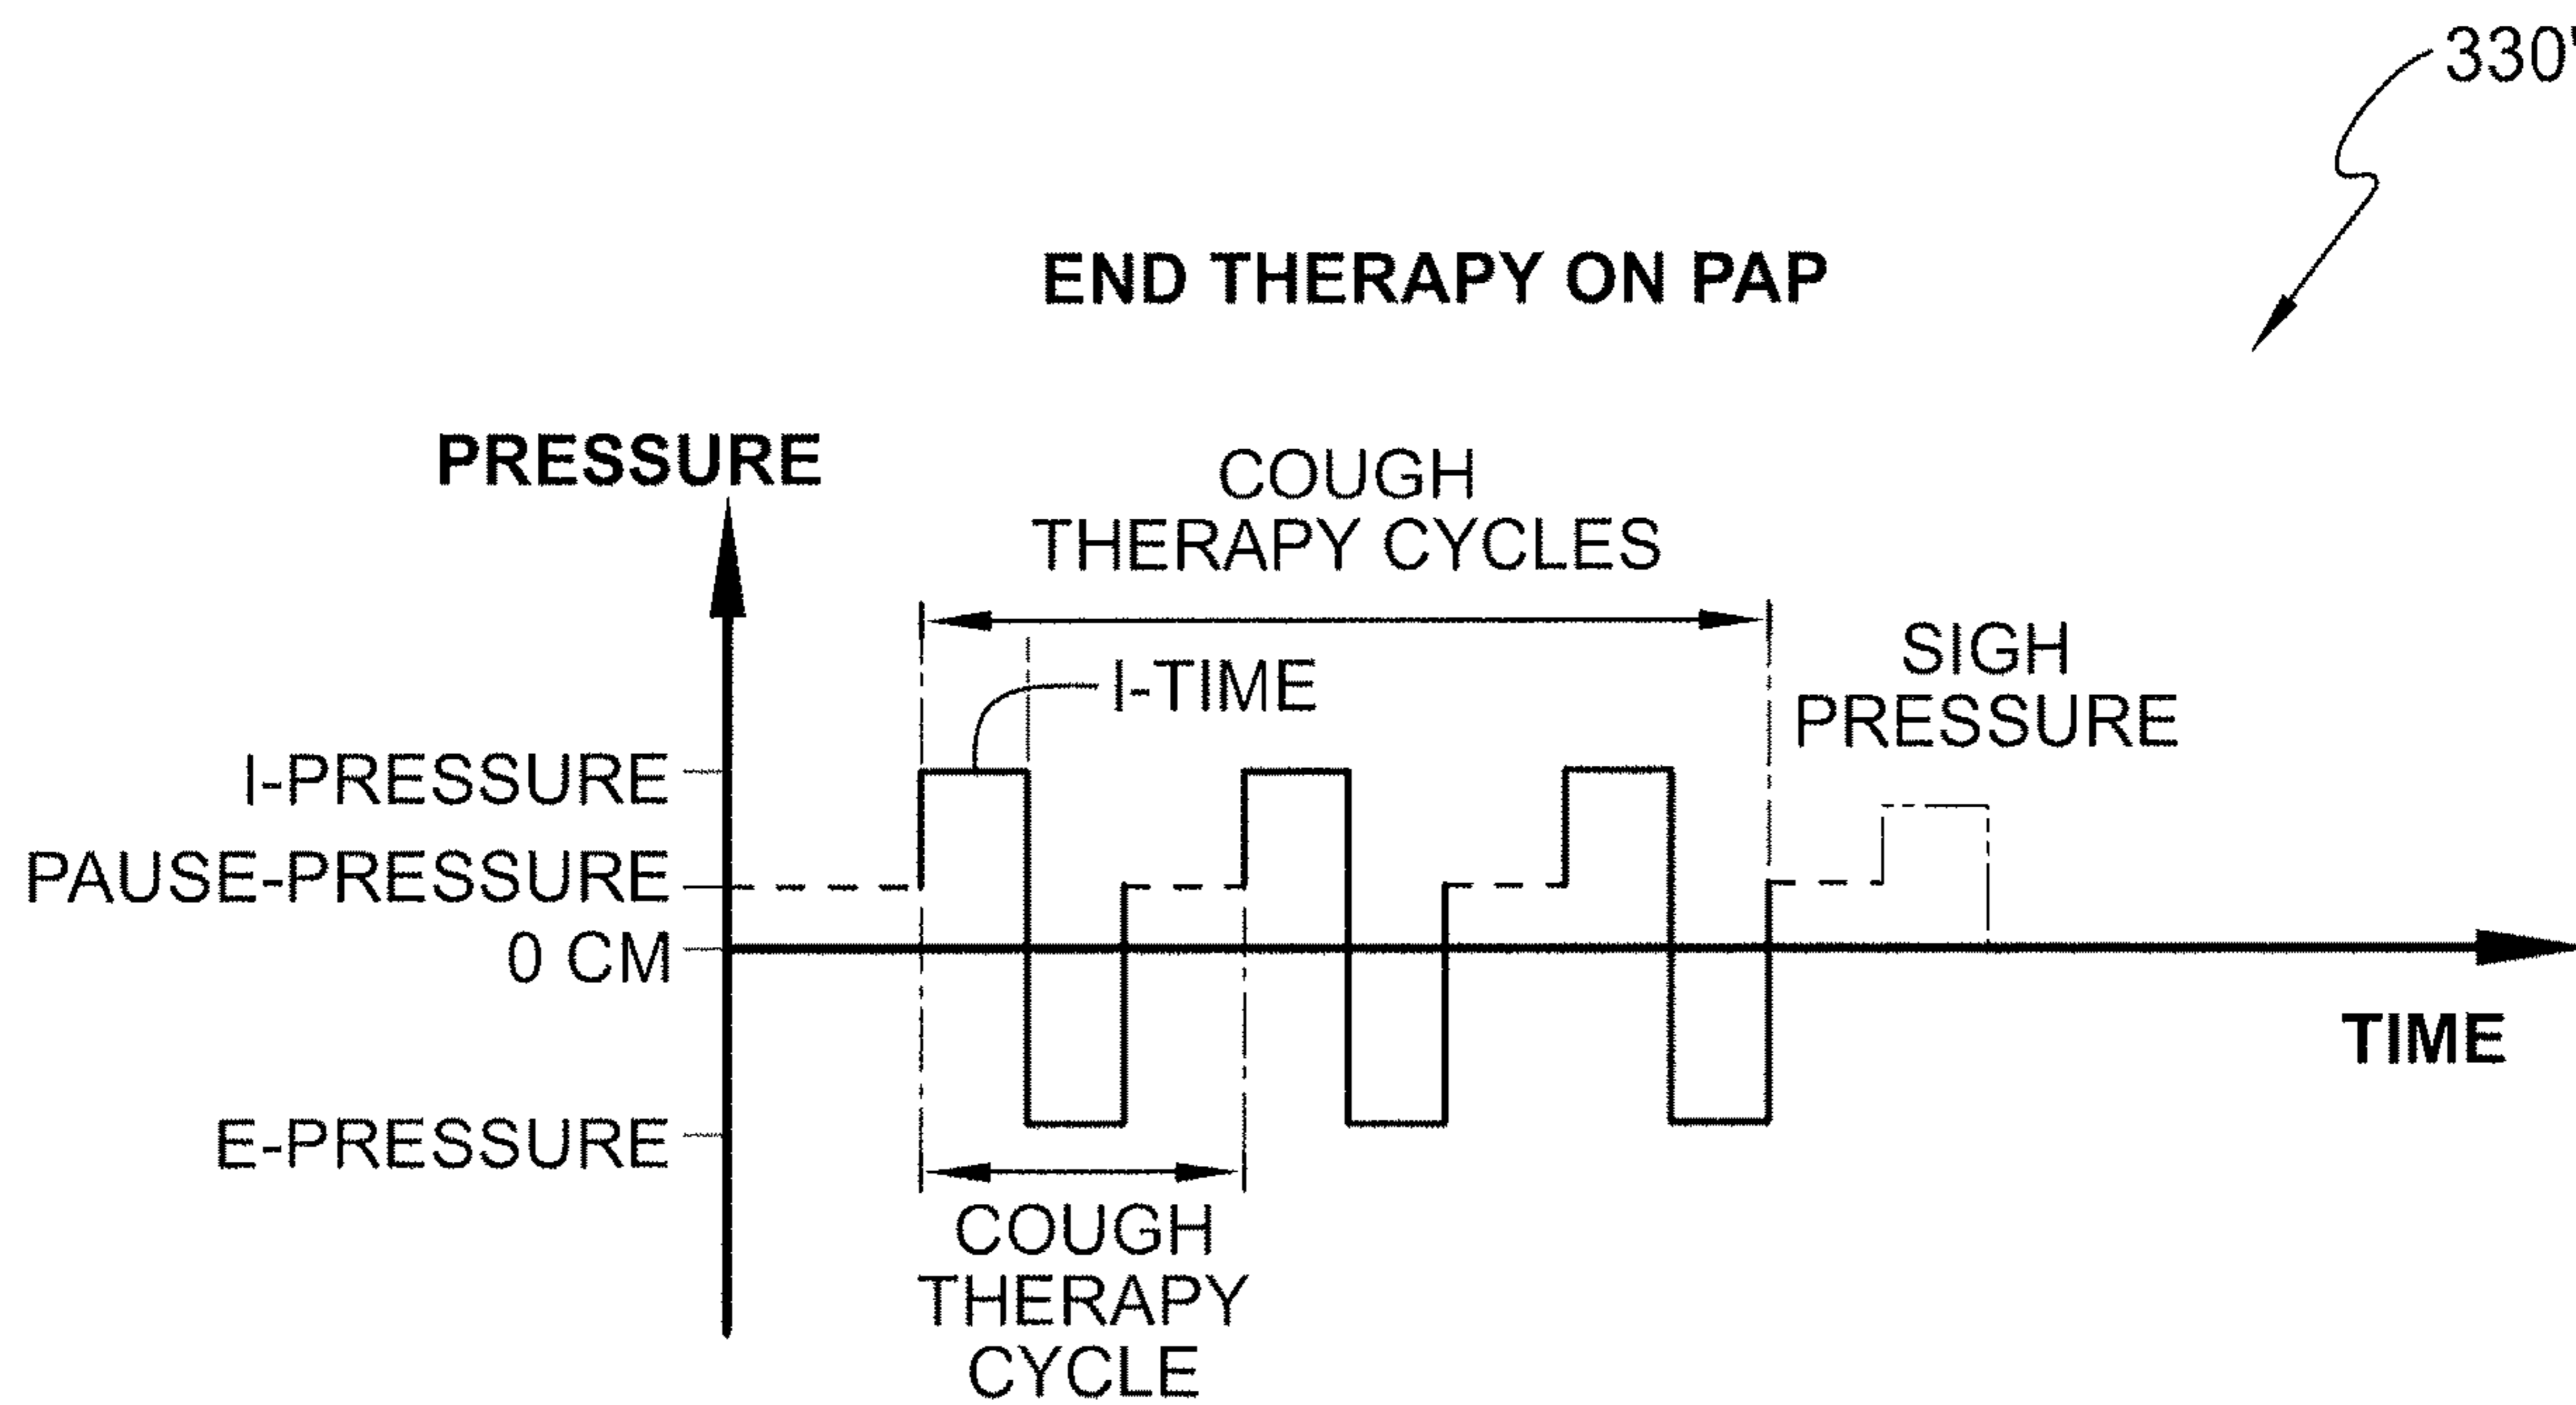 330'
END THERAPY ON PAP
PRESSURE
COUGH
THERAPY CYCLES
I-TIME
SIGH
PRESSURE
I-PRESSURE
PAUSE-PRESSURE
0 CM
E-PRESSURE
TIME
COUGH
THERAPY
CYCLE